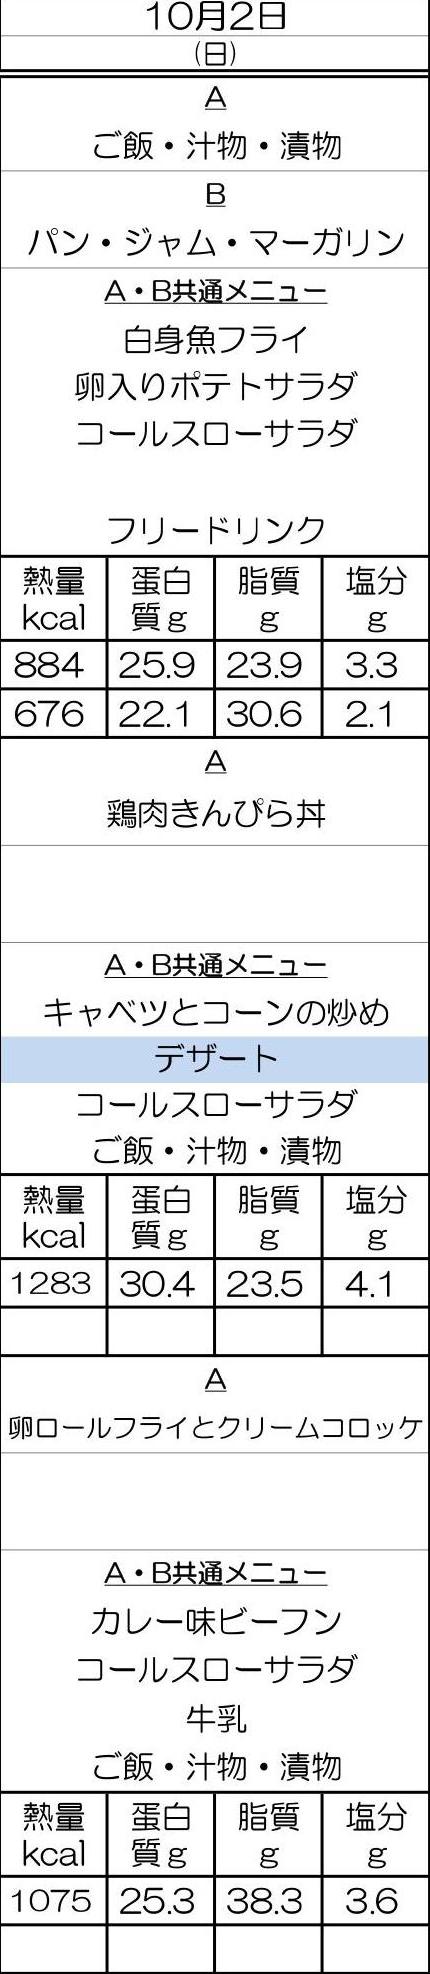 10月2日
(日)
A
ご飯・汁物・漬物
B
パン・ジャム・マーガリン
A・B共通メニュー
白身魚フライ
卵入りポテトサラダ
コールスローサラダ
フリードリンク
熱量 蛋白 脂質 塩分
kcal 質g g g
884 25.9 23.9 3.3
676 22.1 30.6 2.1
A
鶏肉きんぴら丼
A・B共通メニュー
キャベツとコーンの炒め
デザート
コールスローサラダ
ご飯・汁物・漬物
熱量 蛋白 脂質 塩分
kcal 質g g g
1283 30.4 23.5 4.1
A
卵ロールフライとクリームコロッケ
A・B共通メニュー
カレー味ビーフン
コールスローサラダ
牛乳
ご飯・汁物・漬物
熱量 蛋白 脂質 塩分
kcal 質g g g
1075 25.3 38.3 3.6